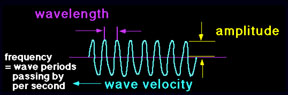 wavelength
amplitude
frequency
= wave periods
passing by
per second
wave velocity